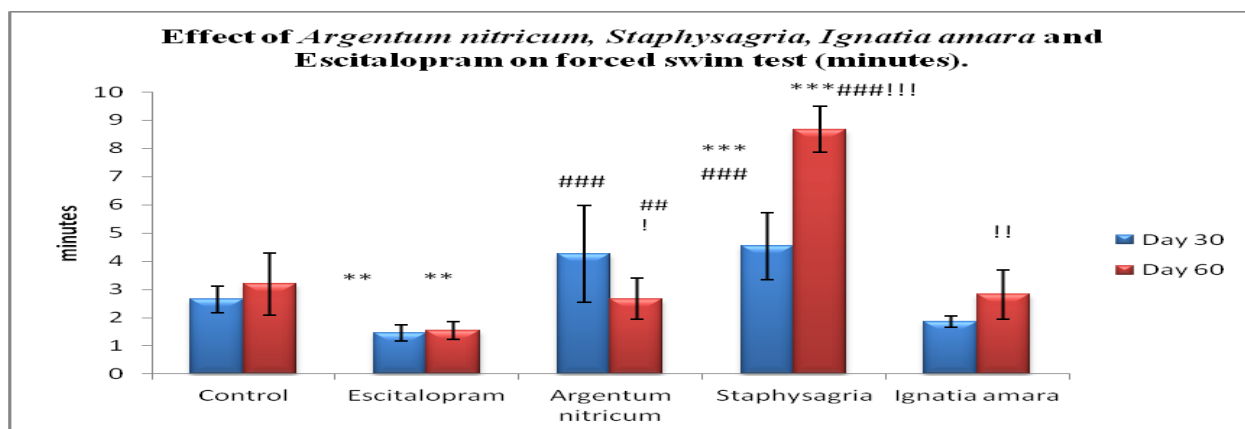 Effect of Argentum nitricum, Staphysagria, Ignatia amara and
Escitalopram on forced swim test (minutes).
minutes
10
9
8
7
6
5
4
3
2
1
0
**
**
###
##
!
***
###
***###!!!
!!
Control
Escitalopram
Argentum
nitricum
Staphysagria
Ignatia amara
Day 30
Day 60